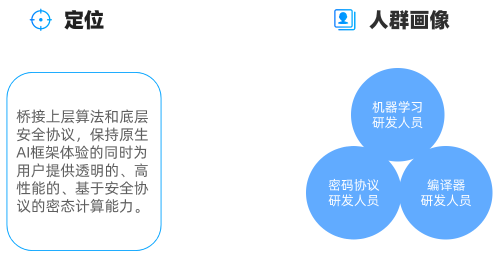 定位
桥接上层算法和底层
安全协议，保持原生
AI框架体验的同时为
用户提供透明的、高
性能的、基于安全协
议的密态计算能力。
人群画像
机器学习
研发人员
密码协议
研发人员
编译器
研发人员